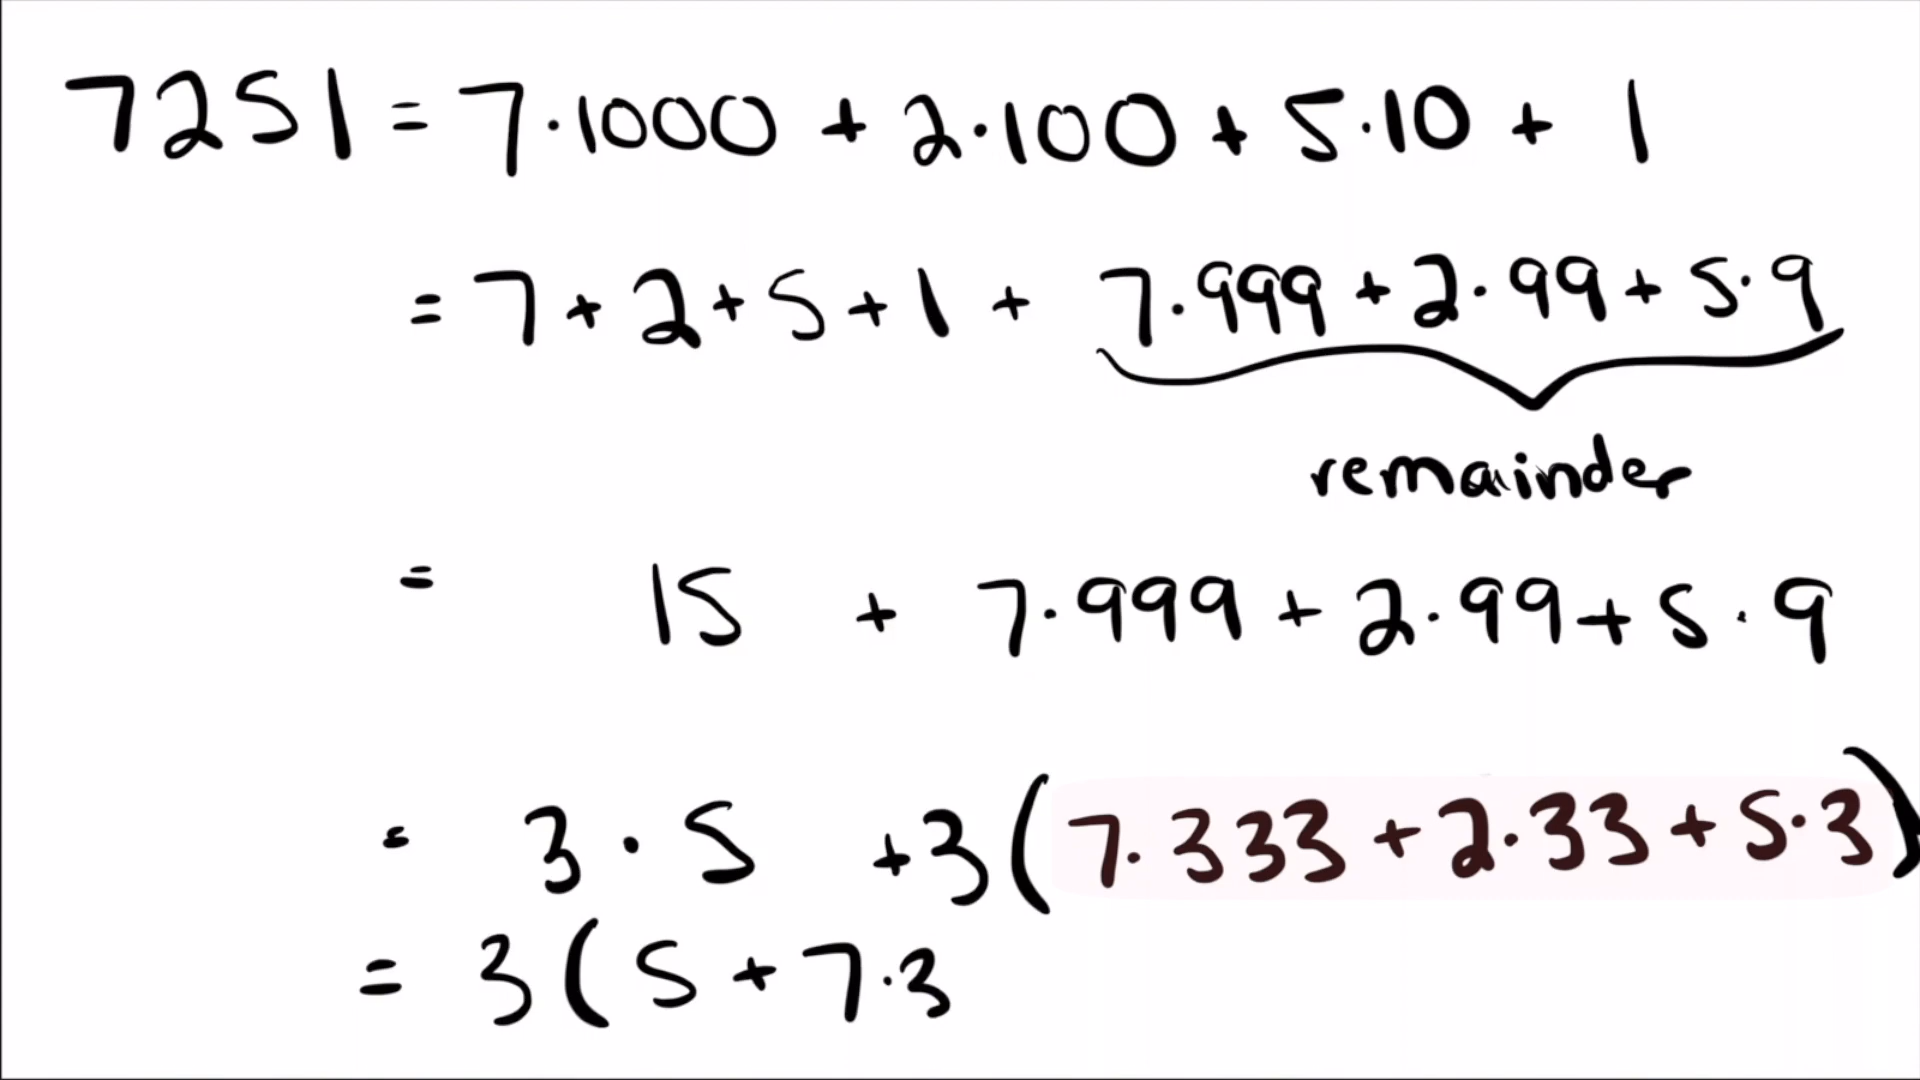 7251 = 7·1000 + 2·100 + 5·10 + 1
= 7 + 2 + 5 + 1 + 7·999 + 2·99 + 5·9
remainder
= 15 + 7·999 + 2·99 + 5·9
= 3·5 + 3(7·333 + 2·33 + 5·3)
= 3(5 + 7·3